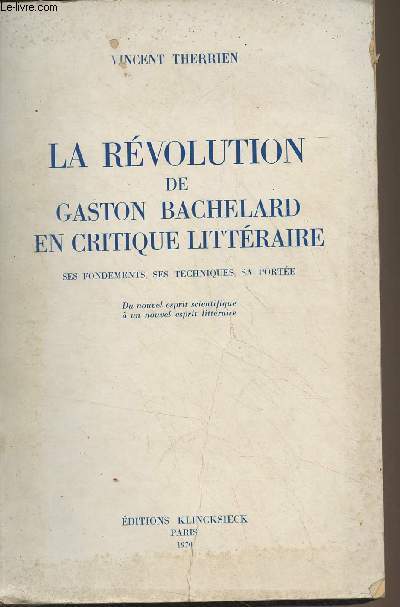 Le-livre.com
VINCENT THERRIEN
LA RÉVOLUTION
DE
GASTON BACHELARD
EN CRITIQUE LITTÉRAIRE
SES FONDEMENTS, SES TECHNIQUES, SA PORTÉE
Du nouvel esprit scientifique
à un nouvel esprit littéraire
ÉDITIONS KLINCKSIECK
PARIS
1970